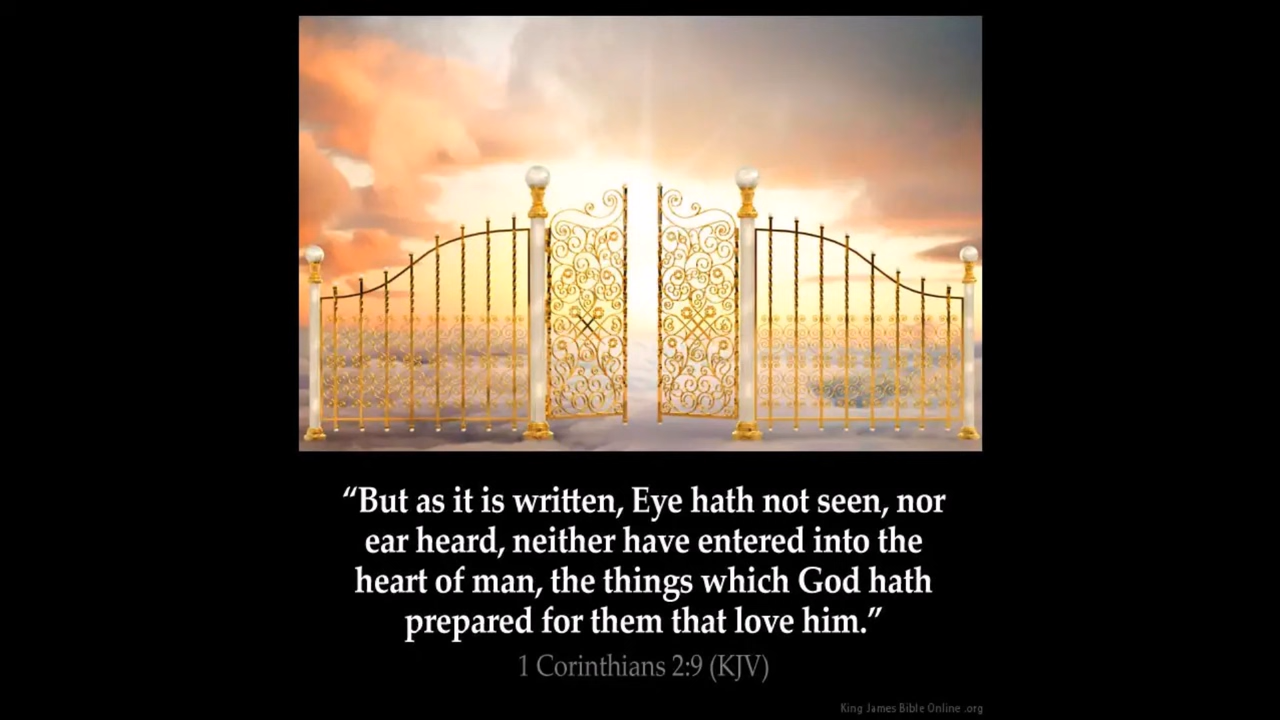 “But as it is written, Eye hath not seen, nor
ear heard, neither have entered into the
heart of man, the things which God hath
prepared for them that love him.”
1 Corinthians 2:9 (KJV)
King James Bible Online .org